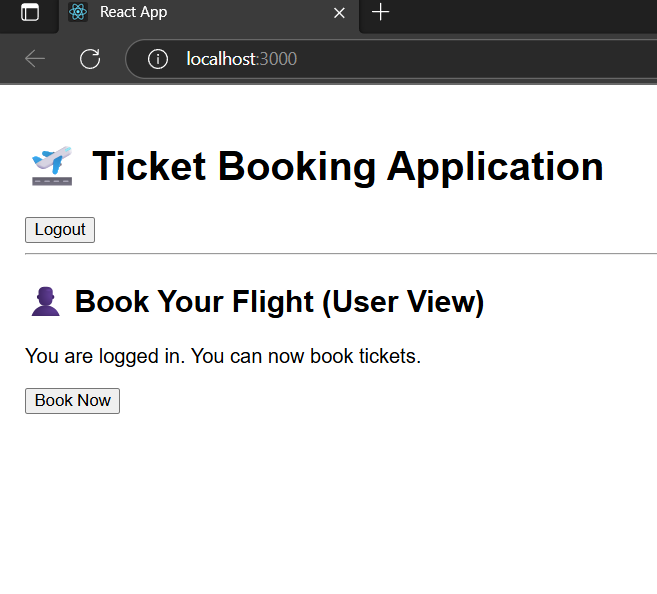 React App
localhost:3000
Ticket Booking Application
Logout
Book Your Flight (User View)
You are logged in. You can now book tickets.
Book Now